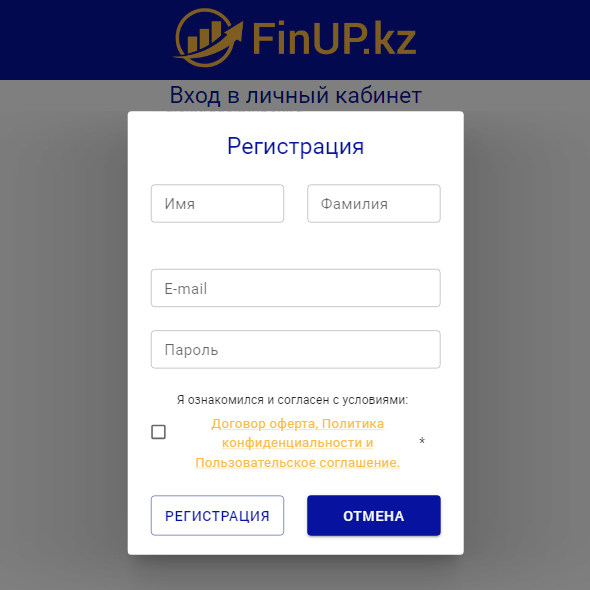 FinUP.kz
Вход в личный кабинет
Регистрация
Имя
Фамилия
E-mail
Пароль
Я ознакомился и согласен с условиями:
Договор оферта, Политика
конфиденциальности и
Пользовательское соглашение.
*
РЕГИСТРАЦИЯ
ОТМЕНА